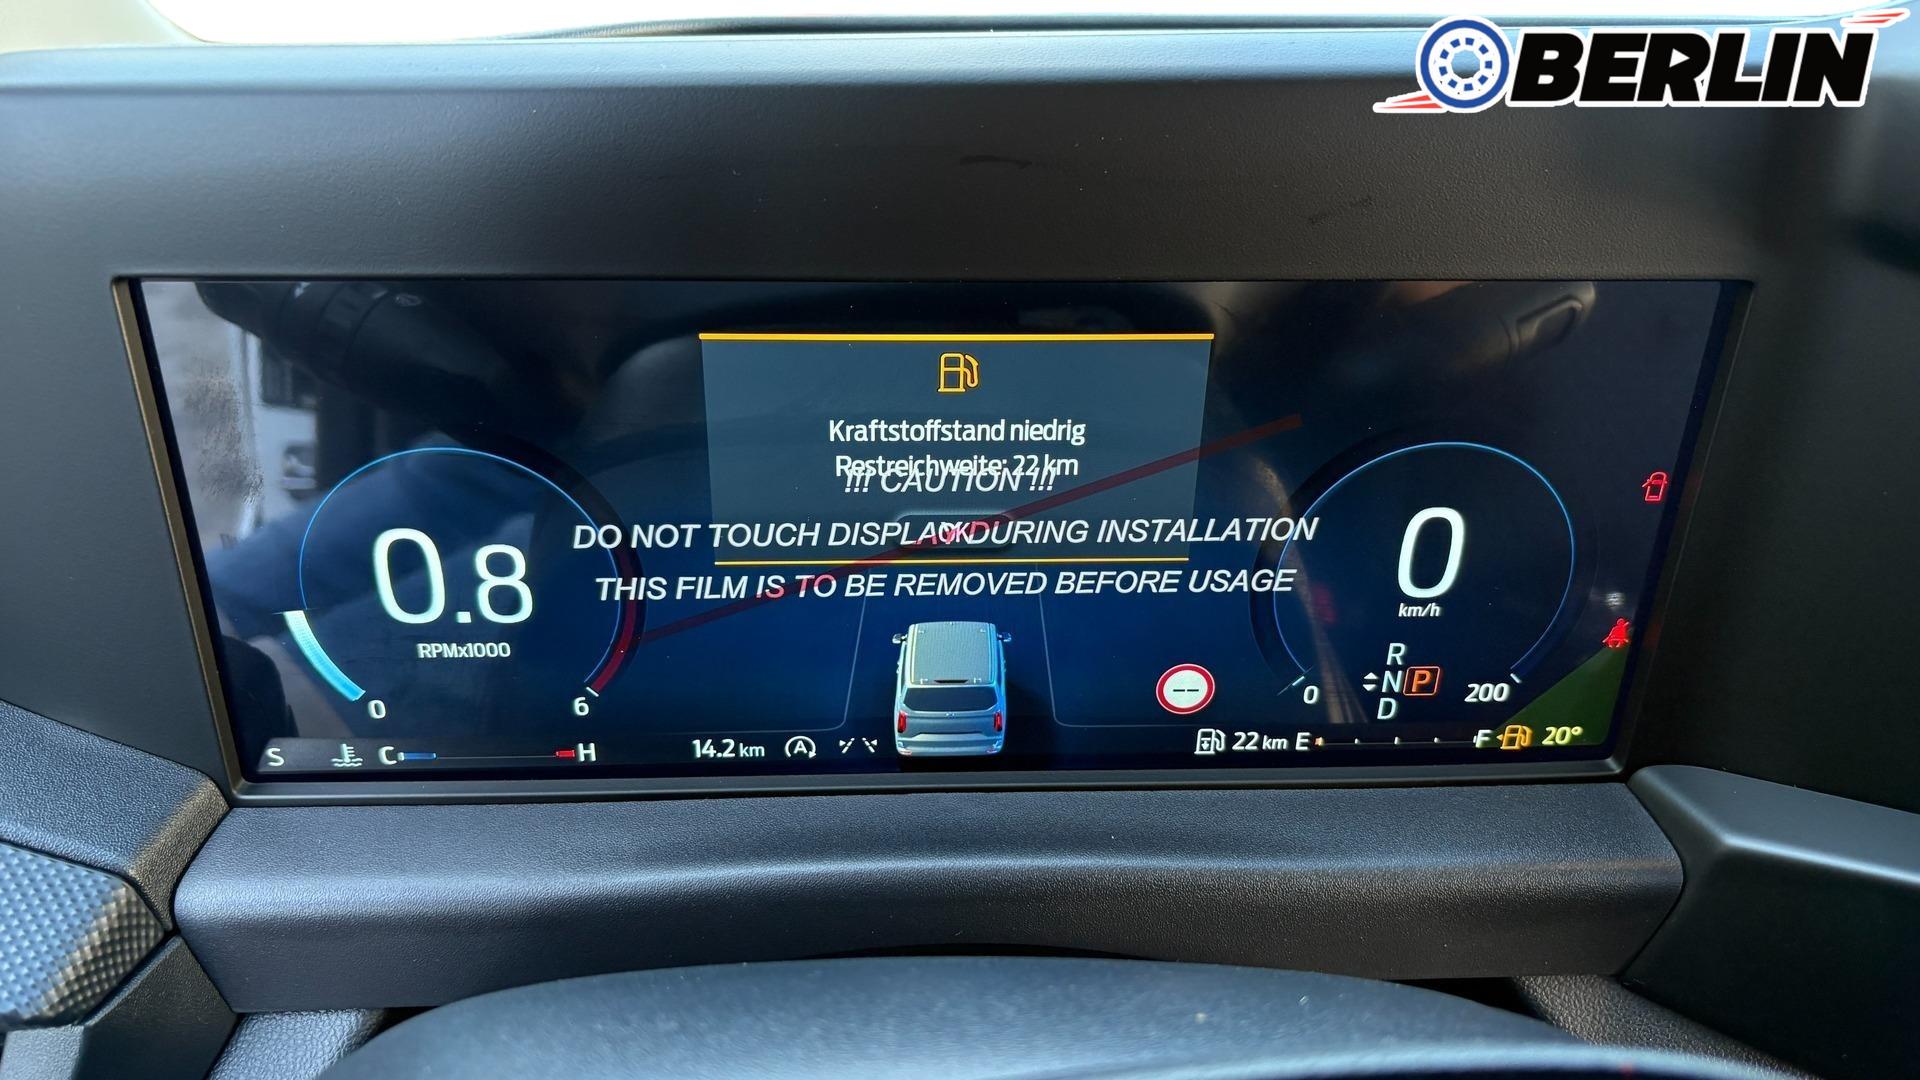 BERLIN
Kraftstoffstand niedrig
Restreichweite: 22 km
!!! CAUTION !!!
DO NOT TOUCH DISPLAY DURING INSTALLATION
OK
THIS FILM IS TO BE REMOVED BEFORE USAGE
0.8
RPMx1000
0
6
0
km/h
R
N P
D
0
200
--
S
C H
14.2 km
A
22 km E F
20°